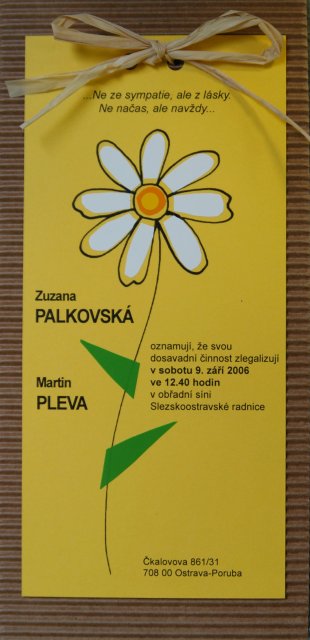 ...Ne ze sympatie, ale z lásky.
Ne načas, ale navždy...
Zuzana
PALKOVSKÁ
Martin
PLEVA
oznamují, že svou
dosavadní činnost zlegalizují
v sobotu 9. září 2006
ve 12.40 hodin
v obřadní síni
Slezskoostravské radnice
Čkalovova 861/31
708 00 Ostrava-Poruba